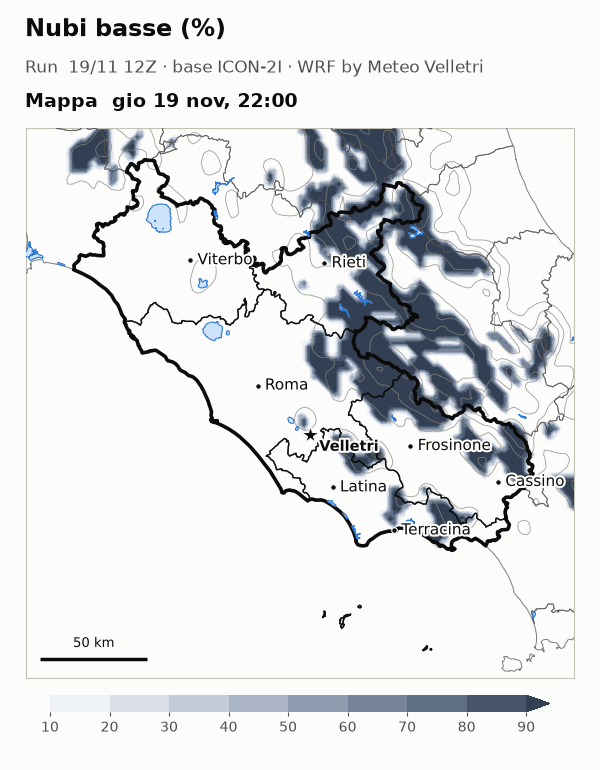 Nubi basse (%)
Run  19/11 12Z · base ICON-2I · WRF by Meteo Velletri
Mappa  gio 19 nov, 22:00
Viterbo
Rieti
Roma
Velletri
Frosinone
Latina
Cassino
Terracina
50 km
10 20 30 40 50 60 70 80 90